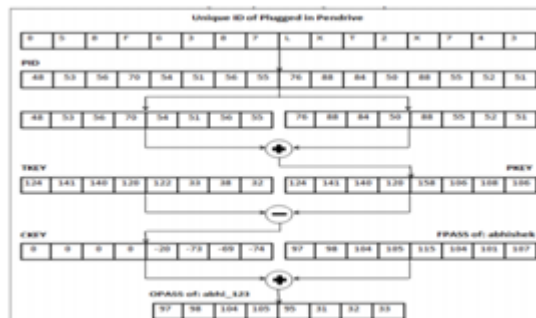 Unique ID of Plugged in Pendrive
0 5 8 F 6 3 8 7 L X T 2 X 7 4 3
PID
48 53 56 70 54 51 56 55 76 88 84 50 88 55 52 51
48 53 56 70 54 51 56 55 76 88 84 50 88 55 52 51
+
TKEY PKEY
124 141 140 120 122 33 38 32 124 141 140 120 158 106 108 106
−
CKEY FPASS of: abhishek
0 0 0 0 -20 -73 -69 -74 97 98 104 105 115 104 101 107
+
OPASS of: abhi_123
97 98 104 105 95 31 32 33